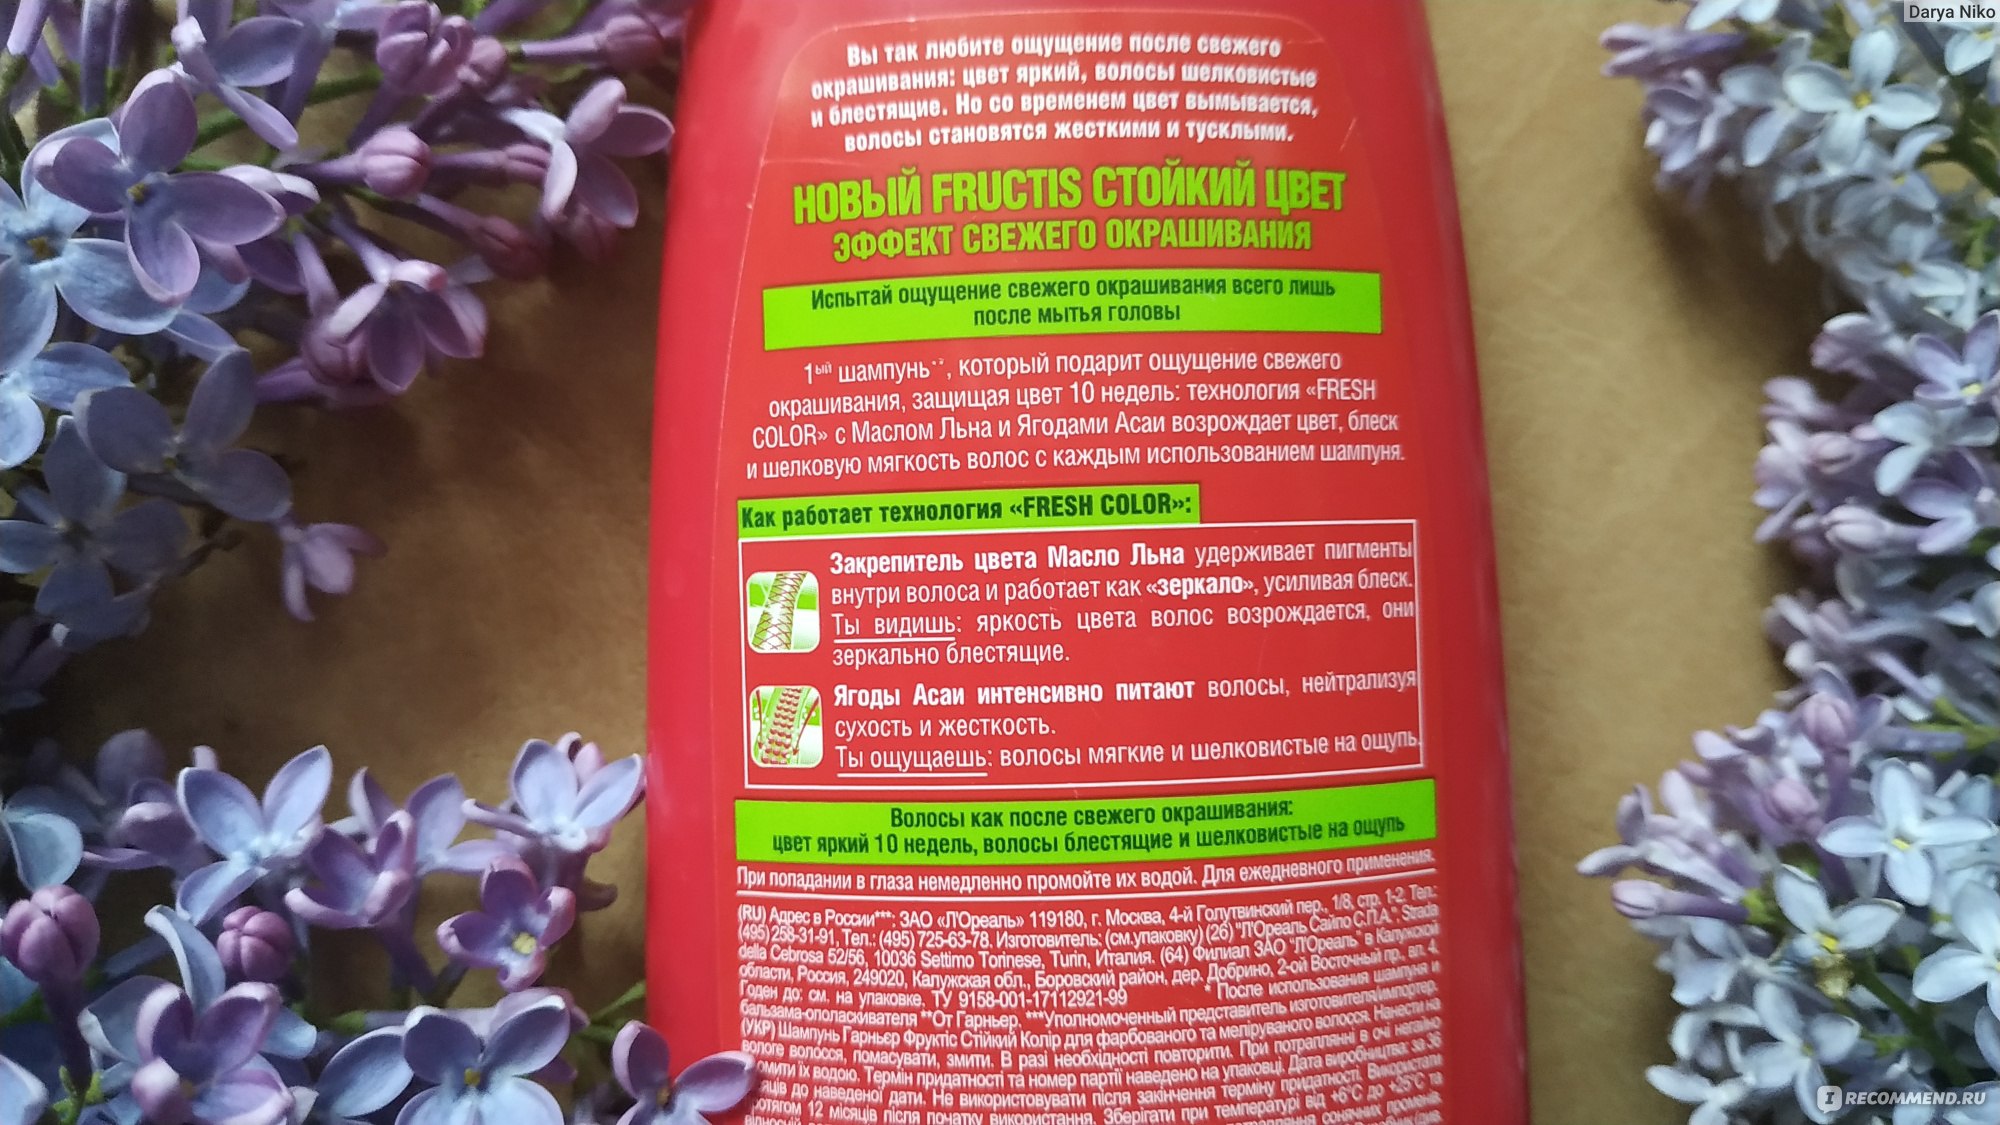 Darya Niko
Вы так любите ощущение после свежего
окрашивания: цвет яркий, волосы шелковистые
и блестящие. Но со временем цвет вымывается,
волосы становятся жесткими и тусклыми.
НОВЫЙ FRUCTIS СТОЙКИЙ ЦВЕТ
ЭФФЕКТ СВЕЖЕГО ОКРАШИВАНИЯ
Испытай ощущение свежего окрашивания всего лишь
после мытья головы
1ый шампунь**, который подарит ощущение свежего
окрашивания, защищая цвет 10 недель: технология «FRESH
COLOR» с Маслом Льна и Ягодами Асаи возрождает цвет, блеск
и шелковую мягкость волос с каждым использованием шампуня.
Как работает технология «FRESH COLOR»:
Закрепитель цвета Масло Льна удерживает пигменты
внутри волоса и работает как «зеркало», усиливая блеск.
Ты видишь: яркость цвета волос возрождается, они
зеркально блестящие.
Ягоды Асаи интенсивно питают волосы, нейтрализуя
сухость и жесткость.
Ты ощущаешь: волосы мягкие и шелковистые на ощупь.
Волосы как после свежего окрашивания:
цвет яркий 10 недель, волосы блестящие и шелковистые на ощупь
При попадании в глаза немедленно промойте их водой. Для ежедневного применения.
(RU) Адрес в России***: ЗАО «Л'Ореаль» 119180, г. Москва, 4-й Голутвинский пер., 1/8, стр. 1-2. Тел.:
(495) 258-31-91, Тел.: (495) 725-63-78. Изготовитель: (см.упаковку) (26) "Л'Ореаль Сайпо С.П.А.": Strada
della Cebrosa 52/56, 10036 Settimo Torinese, Turin, Италия. (64) Филиал ЗАО "Л'Ореаль" в Калужской
области, Россия, 249020, Калужская обл., Боровский район, дер. Добрино, 2-ой Восточный пр., вл. 4.
Годен до: см. на упаковке. ТУ 9158-001-17112921-99 * После использования шампуня и
бальзама-ополаскивателя **От Гарньер. ***Уполномоченный представитель изготовителя/импортер.
(УКР) Шампунь Гарньєр Фруктіс Стійкий Колір для фарбованого та меліруваного волосся. Нанести на
вологе волосся, помасувати, змити. В разі необхідності повторити. При потраплянні в очі негайно
омити їх водою. Термін придатності та номер партії наведено на упаковці. Дата виробництва: за 36
яців до наведеної дати. Не використовувати після закінчення терміну придатності. Використати
ротягом 12 місяців після початку використання. Зберігати при температурі від +5°C до +25°C та
сонячних променів.
IRECOMMEND.RU